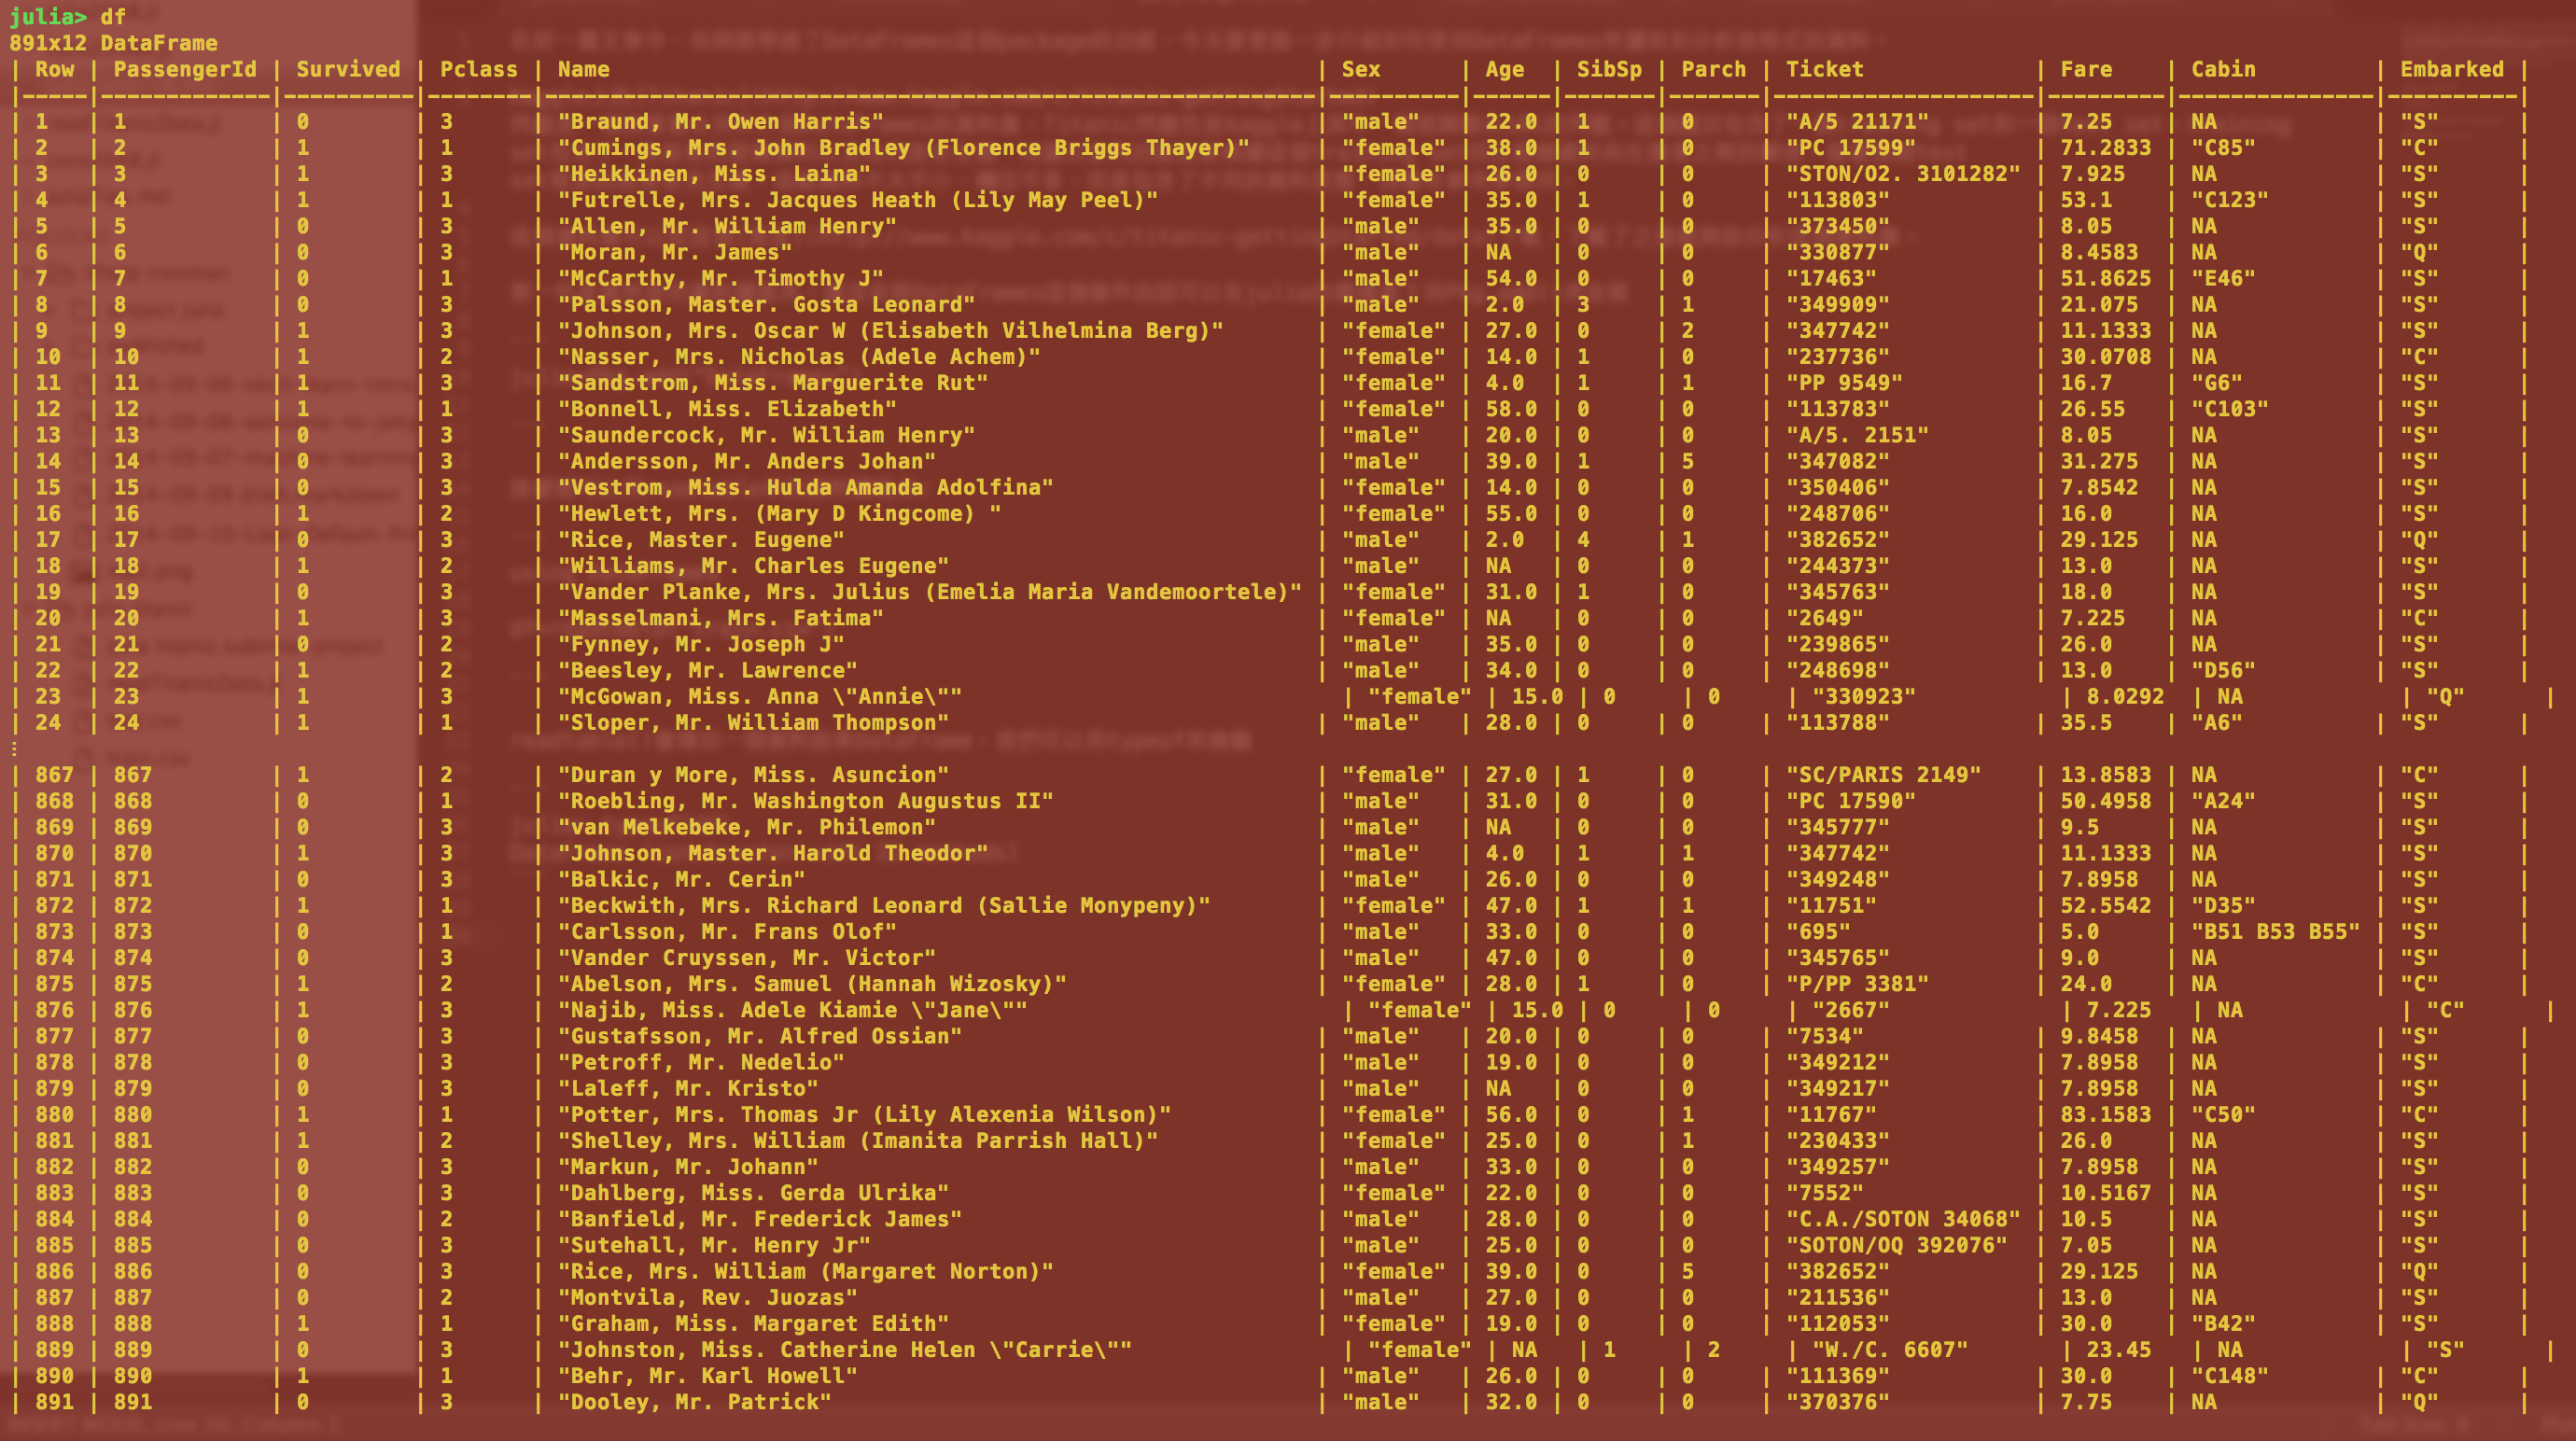 julia> df
891x12 DataFrame
| Row | PassengerId | Survived | Pclass | Name | Sex | Age | SibSp | Parch | Ticket | Fare | Cabin | Embarked |
|-----|-------------|----------|--------|-----------------------------------------------------------|----------|------|-------|-------|--------------------|---------|---------------|----------|
| 1 | 1 | 0 | 3 | "Braund, Mr. Owen Harris" | "male" | 22.0 | 1 | 0 | "A/5 21171" | 7.25 | NA | "S" |
| 2 | 2 | 1 | 1 | "Cumings, Mrs. John Bradley (Florence Briggs Thayer)" | "female" | 38.0 | 1 | 0 | "PC 17599" | 71.2833 | "C85" | "C" |
| 3 | 3 | 1 | 3 | "Heikkinen, Miss. Laina" | "female" | 26.0 | 0 | 0 | "STON/O2. 3101282" | 7.925 | NA | "S" |
| 4 | 4 | 1 | 1 | "Futrelle, Mrs. Jacques Heath (Lily May Peel)" | "female" | 35.0 | 1 | 0 | "113803" | 53.1 | "C123" | "S" |
| 5 | 5 | 0 | 3 | "Allen, Mr. William Henry" | "male" | 35.0 | 0 | 0 | "373450" | 8.05 | NA | "S" |
| 6 | 6 | 0 | 3 | "Moran, Mr. James" | "male" | NA | 0 | 0 | "330877" | 8.4583 | NA | "Q" |
| 7 | 7 | 0 | 1 | "McCarthy, Mr. Timothy J" | "male" | 54.0 | 0 | 0 | "17463" | 51.8625 | "E46" | "S" |
| 8 | 8 | 0 | 3 | "Palsson, Master. Gosta Leonard" | "male" | 2.0 | 3 | 1 | "349909" | 21.075 | NA | "S" |
| 9 | 9 | 1 | 3 | "Johnson, Mrs. Oscar W (Elisabeth Vilhelmina Berg)" | "female" | 27.0 | 0 | 2 | "347742" | 11.1333 | NA | "S" |
| 10 | 10 | 1 | 2 | "Nasser, Mrs. Nicholas (Adele Achem)" | "female" | 14.0 | 1 | 0 | "237736" | 30.0708 | NA | "C" |
| 11 | 11 | 1 | 3 | "Sandstrom, Miss. Marguerite Rut" | "female" | 4.0 | 1 | 1 | "PP 9549" | 16.7 | "G6" | "S" |
| 12 | 12 | 1 | 1 | "Bonnell, Miss. Elizabeth" | "female" | 58.0 | 0 | 0 | "113783" | 26.55 | "C103" | "S" |
| 13 | 13 | 0 | 3 | "Saundercock, Mr. William Henry" | "male" | 20.0 | 0 | 0 | "A/5. 2151" | 8.05 | NA | "S" |
| 14 | 14 | 0 | 3 | "Andersson, Mr. Anders Johan" | "male" | 39.0 | 1 | 5 | "347082" | 31.275 | NA | "S" |
| 15 | 15 | 0 | 3 | "Vestrom, Miss. Hulda Amanda Adolfina" | "female" | 14.0 | 0 | 0 | "350406" | 7.8542 | NA | "S" |
| 16 | 16 | 1 | 2 | "Hewlett, Mrs. (Mary D Kingcome) " | "female" | 55.0 | 0 | 0 | "248706" | 16.0 | NA | "S" |
| 17 | 17 | 0 | 3 | "Rice, Master. Eugene" | "male" | 2.0 | 4 | 1 | "382652" | 29.125 | NA | "Q" |
| 18 | 18 | 1 | 2 | "Williams, Mr. Charles Eugene" | "male" | NA | 0 | 0 | "244373" | 13.0 | NA | "S" |
| 19 | 19 | 0 | 3 | "Vander Planke, Mrs. Julius (Emelia Maria Vandemoortele)" | "female" | 31.0 | 1 | 0 | "345763" | 18.0 | NA | "S" |
| 20 | 20 | 1 | 3 | "Masselmani, Mrs. Fatima" | "female" | NA | 0 | 0 | "2649" | 7.225 | NA | "C" |
| 21 | 21 | 0 | 2 | "Fynney, Mr. Joseph J" | "male" | 35.0 | 0 | 0 | "239865" | 26.0 | NA | "S" |
| 22 | 22 | 1 | 2 | "Beesley, Mr. Lawrence" | "male" | 34.0 | 0 | 0 | "248698" | 13.0 | "D56" | "S" |
| 23 | 23 | 1 | 3 | "McGowan, Miss. Anna \"Annie\"" | "female" | 15.0 | 0 | 0 | "330923" | 8.0292 | NA | "Q" |
| 24 | 24 | 1 | 1 | "Sloper, Mr. William Thompson" | "male" | 28.0 | 0 | 0 | "113788" | 35.5 | "A6" | "S" |
⋮
| 867 | 867 | 1 | 2 | "Duran y More, Miss. Asuncion" | "female" | 27.0 | 1 | 0 | "SC/PARIS 2149" | 13.8583 | NA | "C" |
| 868 | 868 | 0 | 1 | "Roebling, Mr. Washington Augustus II" | "male" | 31.0 | 0 | 0 | "PC 17590" | 50.4958 | "A24" | "S" |
| 869 | 869 | 0 | 3 | "van Melkebeke, Mr. Philemon" | "male" | NA | 0 | 0 | "345777" | 9.5 | NA | "S" |
| 870 | 870 | 1 | 3 | "Johnson, Master. Harold Theodor" | "male" | 4.0 | 1 | 1 | "347742" | 11.1333 | NA | "S" |
| 871 | 871 | 0 | 3 | "Balkic, Mr. Cerin" | "male" | 26.0 | 0 | 0 | "349248" | 7.8958 | NA | "S" |
| 872 | 872 | 1 | 1 | "Beckwith, Mrs. Richard Leonard (Sallie Monypeny)" | "female" | 47.0 | 1 | 1 | "11751" | 52.5542 | "D35" | "S" |
| 873 | 873 | 0 | 1 | "Carlsson, Mr. Frans Olof" | "male" | 33.0 | 0 | 0 | "695" | 5.0 | "B51 B53 B55" | "S" |
| 874 | 874 | 0 | 3 | "Vander Cruyssen, Mr. Victor" | "male" | 47.0 | 0 | 0 | "345765" | 9.0 | NA | "S" |
| 875 | 875 | 1 | 2 | "Abelson, Mrs. Samuel (Hannah Wizosky)" | "female" | 28.0 | 1 | 0 | "P/PP 3381" | 24.0 | NA | "C" |
| 876 | 876 | 1 | 3 | "Najib, Miss. Adele Kiamie \"Jane\"" | "female" | 15.0 | 0 | 0 | "2667" | 7.225 | NA | "C" |
| 877 | 877 | 0 | 3 | "Gustafsson, Mr. Alfred Ossian" | "male" | 20.0 | 0 | 0 | "7534" | 9.8458 | NA | "S" |
| 878 | 878 | 0 | 3 | "Petroff, Mr. Nedelio" | "male" | 19.0 | 0 | 0 | "349212" | 7.8958 | NA | "S" |
| 879 | 879 | 0 | 3 | "Laleff, Mr. Kristo" | "male" | NA | 0 | 0 | "349217" | 7.8958 | NA | "S" |
| 880 | 880 | 1 | 1 | "Potter, Mrs. Thomas Jr (Lily Alexenia Wilson)" | "female" | 56.0 | 0 | 1 | "11767" | 83.1583 | "C50" | "C" |
| 881 | 881 | 1 | 2 | "Shelley, Mrs. William (Imanita Parrish Hall)" | "female" | 25.0 | 0 | 1 | "230433" | 26.0 | NA | "S" |
| 882 | 882 | 0 | 3 | "Markun, Mr. Johann" | "male" | 33.0 | 0 | 0 | "349257" | 7.8958 | NA | "S" |
| 883 | 883 | 0 | 3 | "Dahlberg, Miss. Gerda Ulrika" | "female" | 22.0 | 0 | 0 | "7552" | 10.5167 | NA | "S" |
| 884 | 884 | 0 | 2 | "Banfield, Mr. Frederick James" | "male" | 28.0 | 0 | 0 | "C.A./SOTON 34068" | 10.5 | NA | "S" |
| 885 | 885 | 0 | 3 | "Sutehall, Mr. Henry Jr" | "male" | 25.0 | 0 | 0 | "SOTON/OQ 392076" | 7.05 | NA | "S" |
| 886 | 886 | 0 | 3 | "Rice, Mrs. William (Margaret Norton)" | "female" | 39.0 | 0 | 5 | "382652" | 29.125 | NA | "Q" |
| 887 | 887 | 0 | 2 | "Montvila, Rev. Juozas" | "male" | 27.0 | 0 | 0 | "211536" | 13.0 | NA | "S" |
| 888 | 888 | 1 | 1 | "Graham, Miss. Margaret Edith" | "female" | 19.0 | 0 | 0 | "112053" | 30.0 | "B42" | "S" |
| 889 | 889 | 0 | 3 | "Johnston, Miss. Catherine Helen \"Carrie\"" | "female" | NA | 1 | 2 | "W./C. 6607" | 23.45 | NA | "S" |
| 890 | 890 | 1 | 1 | "Behr, Mr. Karl Howell" | "male" | 26.0 | 0 | 0 | "111369" | 30.0 | "C148" | "C" |
| 891 | 891 | 0 | 3 | "Dooley, Mr. Patrick" | "male" | 32.0 | 0 | 0 | "370376" | 7.75 | NA | "Q" |